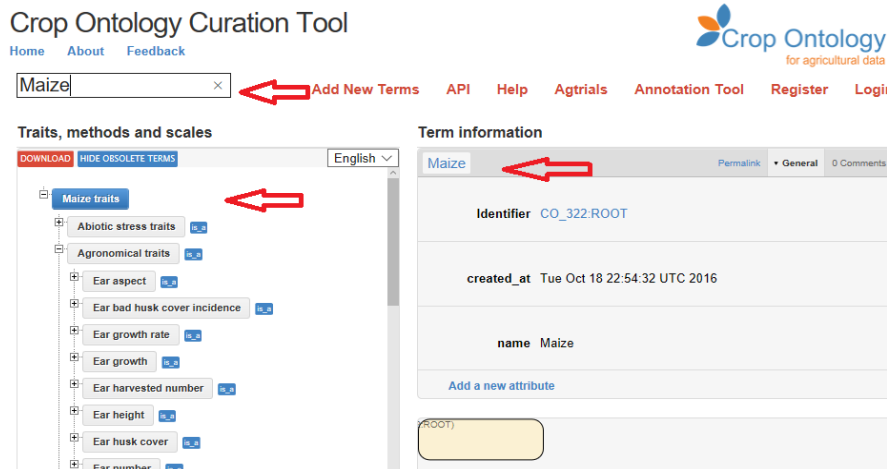 Crop Ontology Curation Tool
Crop Ontology
for agricultural data
Home About Feedback
Maize ×
Add New Terms API Help Agtrials Annotation Tool Register Login
Traits, methods and scales
DOWNLOAD HIDE OBSOLETE TERMS English
Maize traits
Abiotic stress traits is_a
Agronomical traits is_a
Ear aspect is_a
Ear bad husk cover incidence is_a
Ear growth rate is_a
Ear growth is_a
Ear harvested number is_a
Ear height is_a
Ear husk cover is_a
Ear number is_a
Term information
Maize Permalink General 0 Comments
Identifier CO_322:ROOT
created_at Tue Oct 18 22:54:32 UTC 2016
name Maize
Add a new attribute
:ROOT)